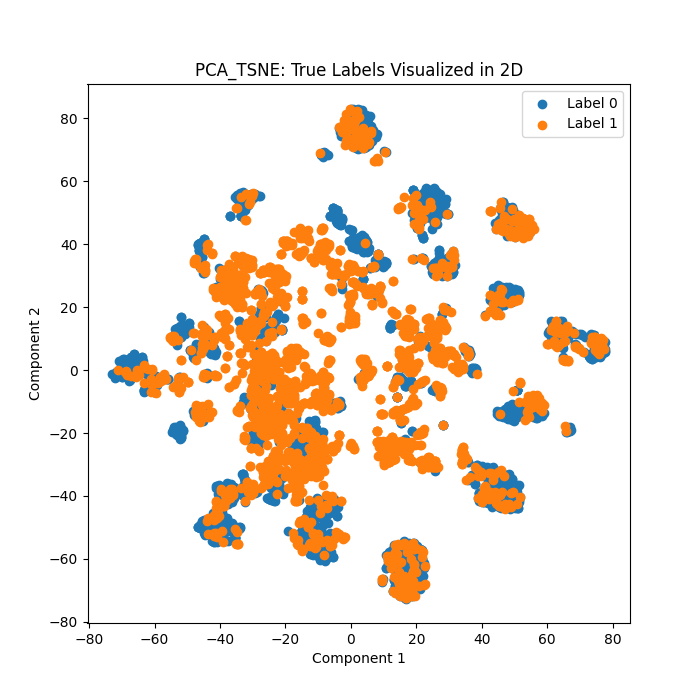 PCA_TSNE: True Labels Visualized in 2D
Label 0
Label 1
80
60
40
20
0
−20
−40
−60
−80
Component 2
−80 −60 −40 −20 0 20 40 60 80
Component 1